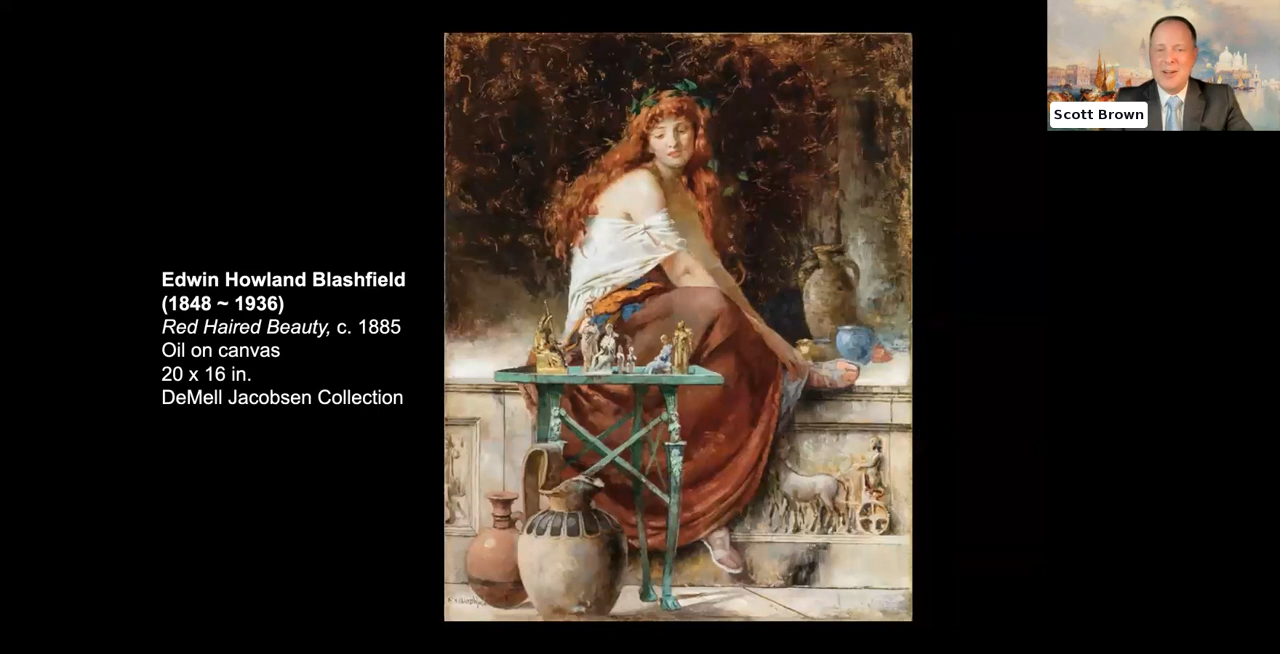 Edwin Howland Blashfield
(1848 ~ 1936)
Red Haired Beauty, c. 1885
Oil on canvas
20 x 16 in.
DeMell Jacobsen Collection
Scott Brown